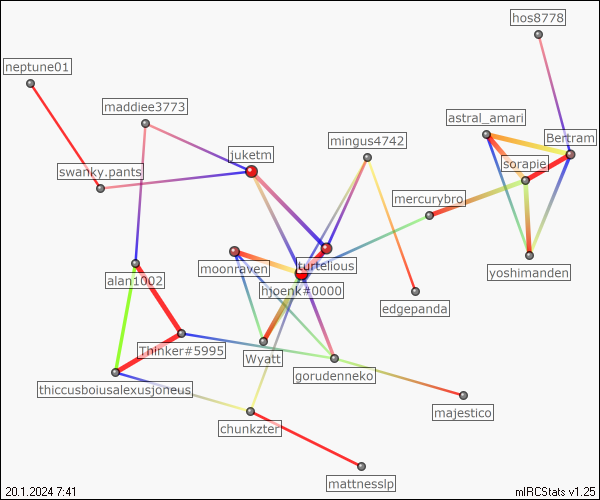 hos8778
neptune01
maddiee3773
astral_amari
mingus4742
Bertram
juketm
sorapie
swanky.pants
mercurybro
turtelious
moonraven
yoshimanden
alan1002
hjoenk#0000
edgepanda
Thinker#5995
Wyatt
gorudenneko
thiccusboiusalexusjoneus
majestico
chunkzter
mattnesslp
20.1.2024 7:41
mIRCStats v1.25